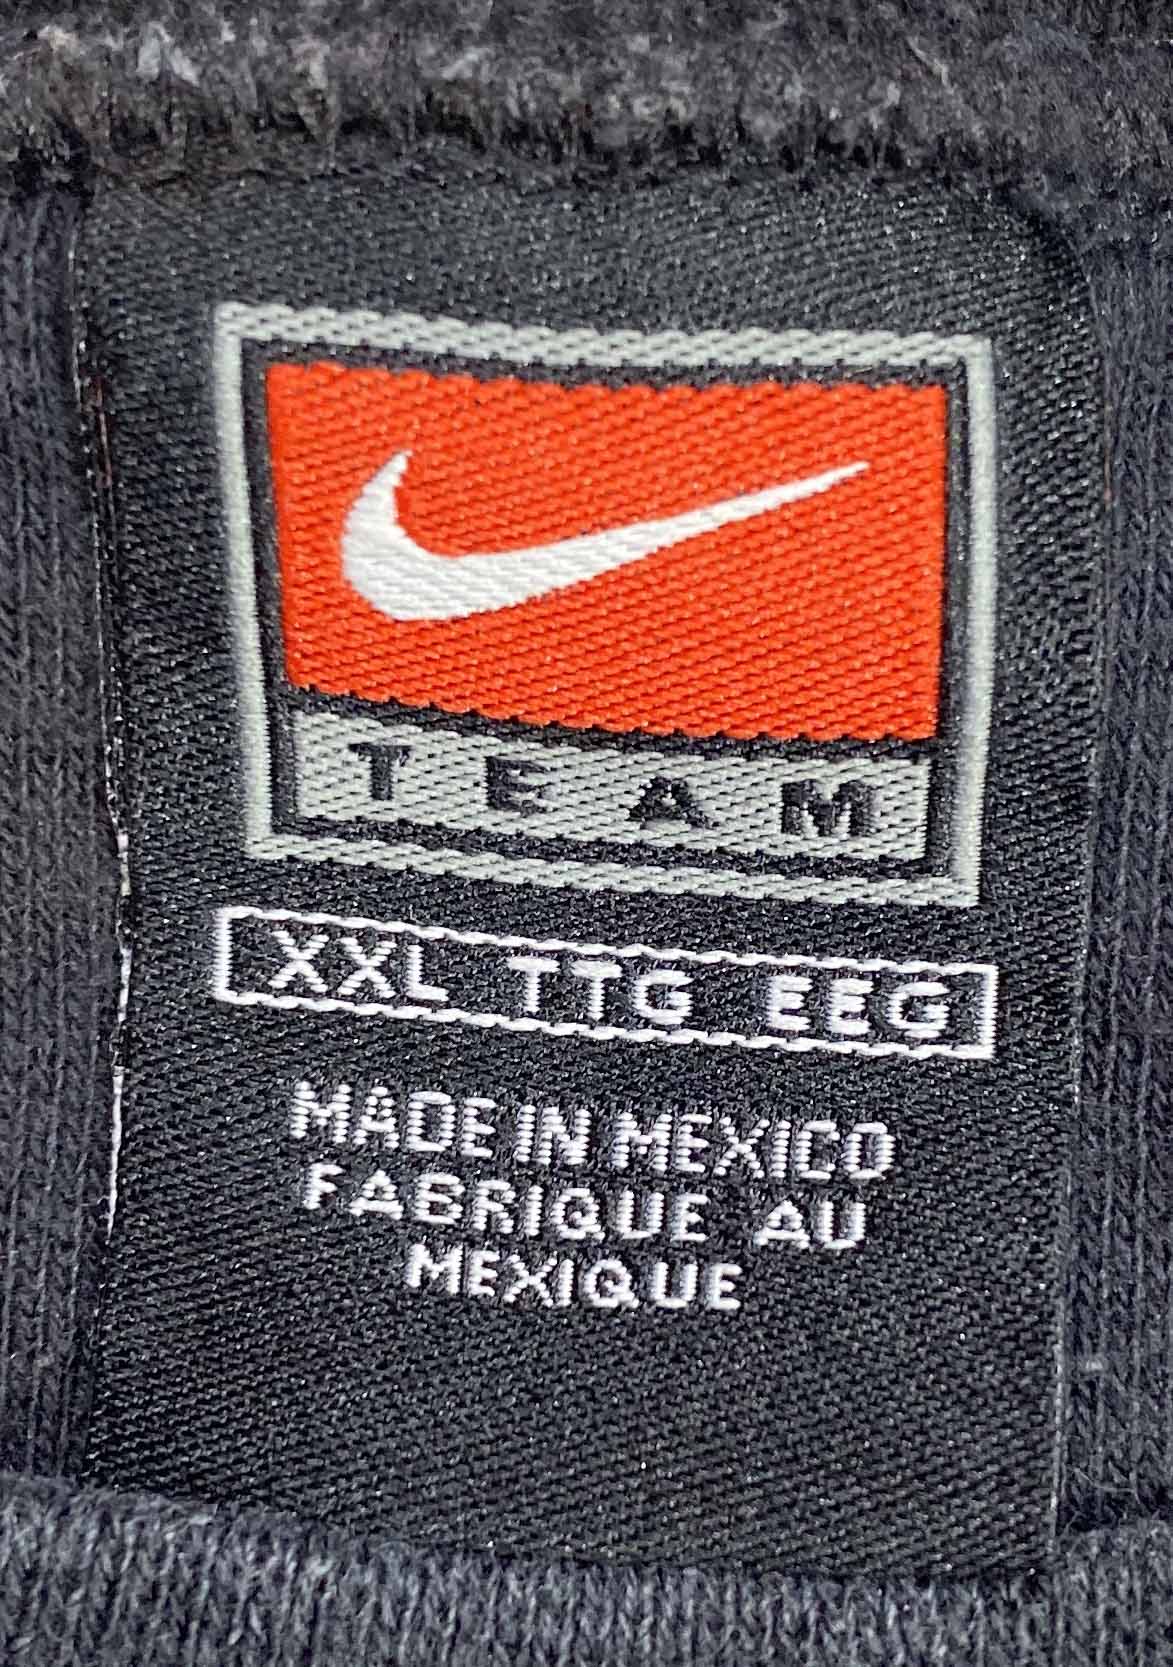 TEAM
XXL TTG EEG
MADE IN MEXICO
FABRIQUE AU
MEXIQUE